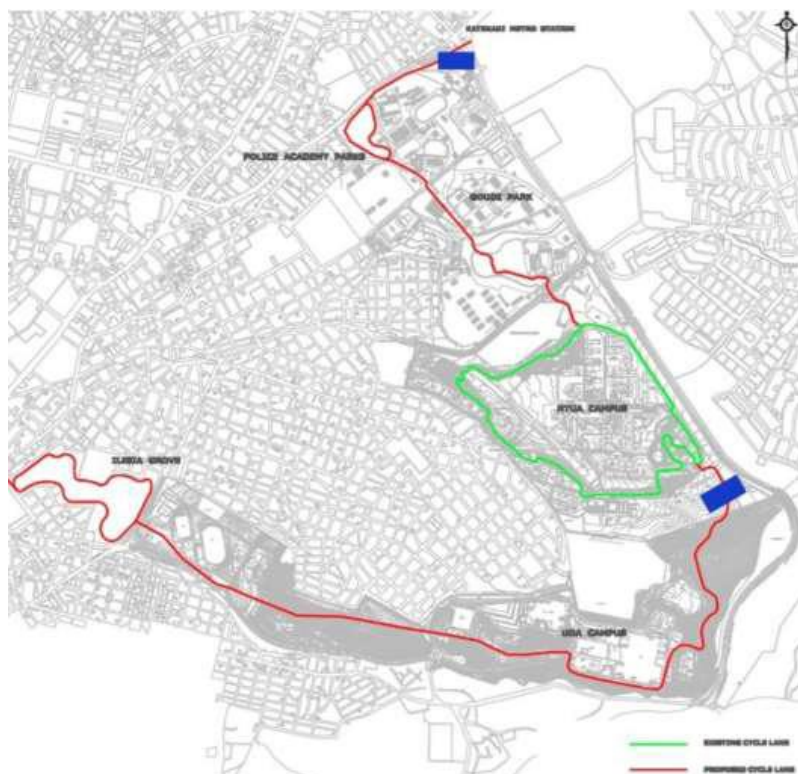 KATEHAKI METRO STATION
POLICE ACADEMY PARKS
GOUDI PARK
NTUA CAMPUS
ILISIA GROVE
UOA CAMPUS
EXISTING CYCLE LANE
PROPOSED CYCLE LANE